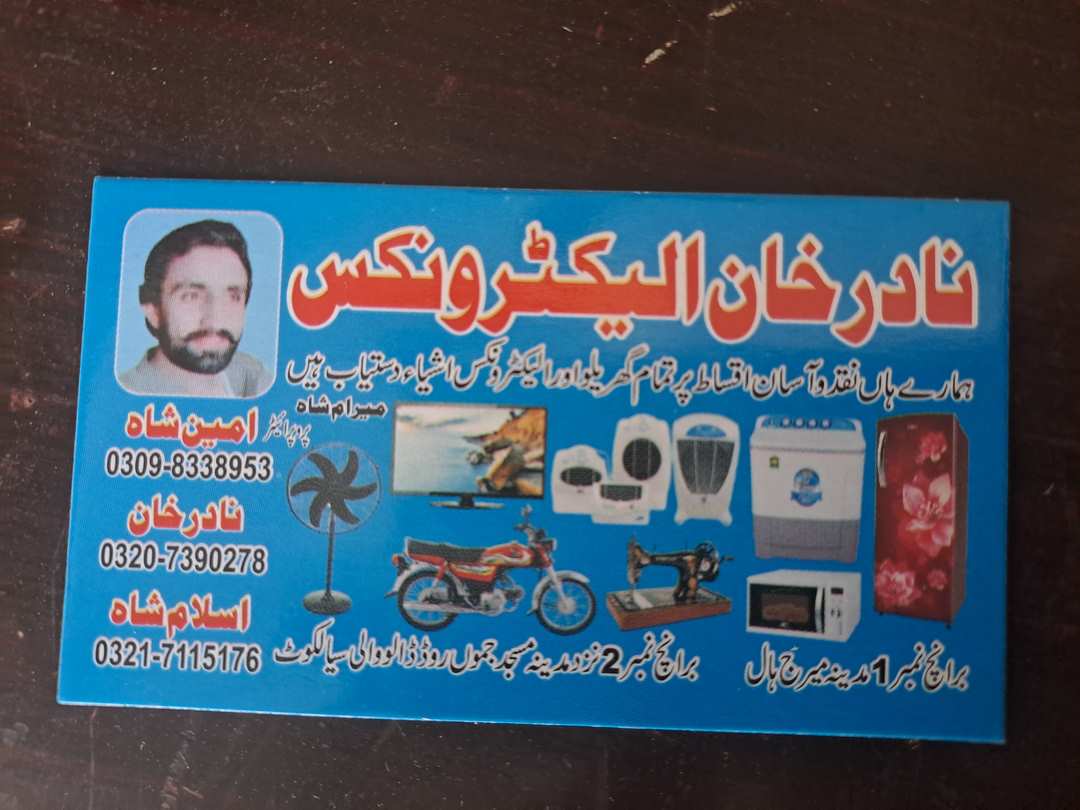 نادر خان الیکٹرونکس
ہمارے ہاں نقد و آسان اقساط پر تمام گھریلو اور الیکٹرونکس اشیاء دستیاب ہیں
پروپرائیٹر میرام شاہ
امین شاہ
0309-8338953
نادر خان
0320-7390278
اسلام شاہ
0321-7115176
برانچ نمبر 1 مدینہ میرج ہال
برانچ نمبر 2 نزد مدینہ مسجد جموں روڈ ڈالووالی سیالکوٹ